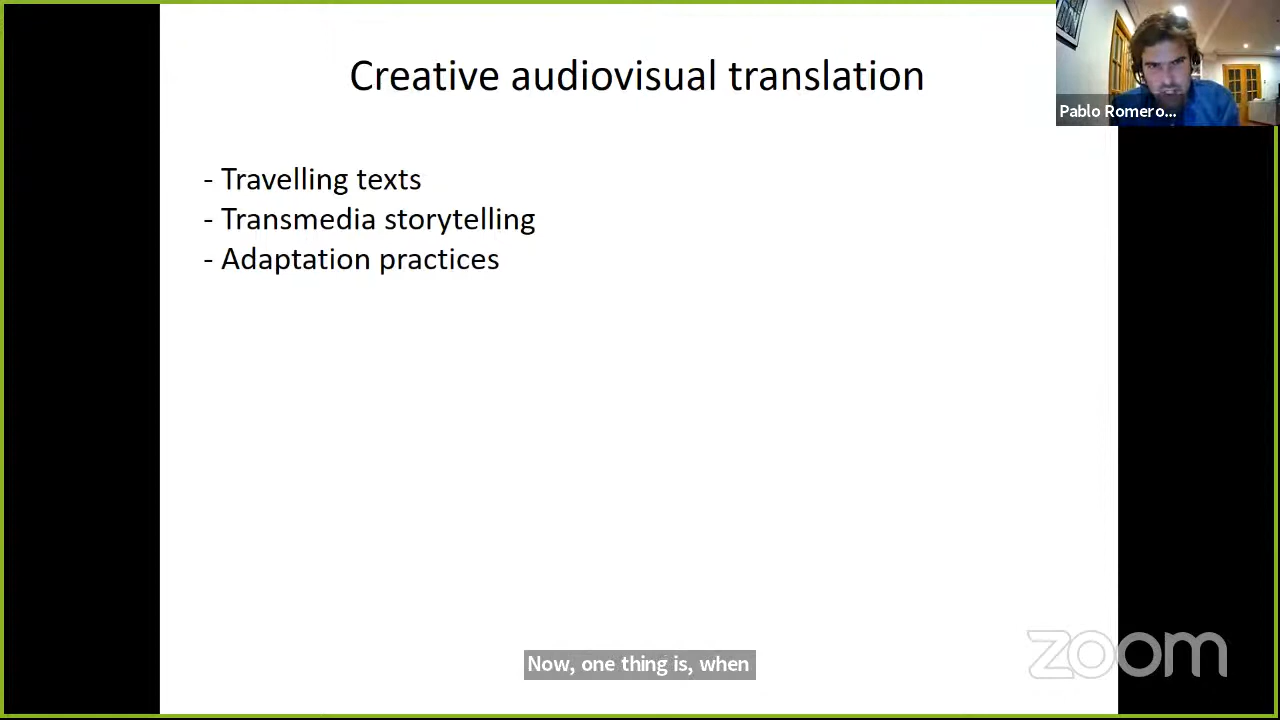 Creative audiovisual translation
Pablo Romero...
- Travelling texts
- Transmedia storytelling
- Adaptation practices
Now, one thing is, when
zoom